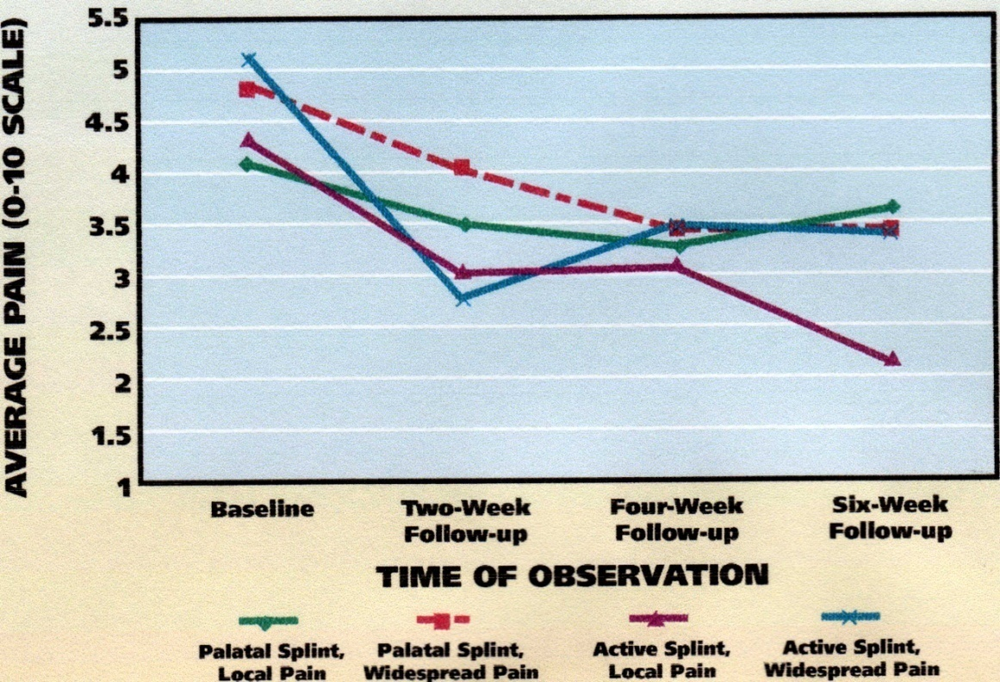 AVERAGE PAIN (0-10 SCALE)
5.5
5
4.5
4
3.5
3
2.5
2
1.5
1
Baseline
Two-Week
Follow-up
Four-Week
Follow-up
Six-Week
Follow-up
TIME OF OBSERVATION
Palatal Splint,
Local Pain
Palatal Splint,
Widespread Pain
Active Splint,
Local Pain
Active Splint,
Widespread Pain